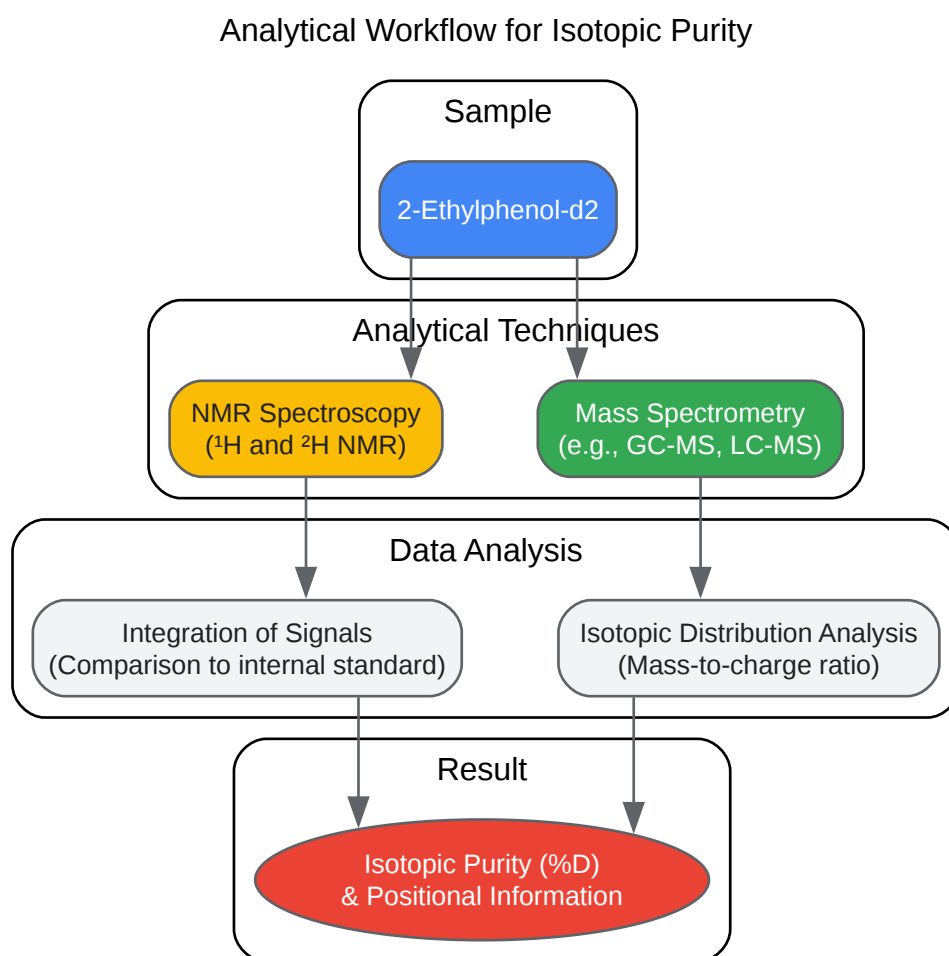 Analytical Workflow for Isotopic Purity
Sample
2-Ethylphenol-d2
Analytical Techniques
NMR Spectroscopy
(¹H and ²H NMR)
Mass Spectrometry
(e.g., GC-MS, LC-MS)
Data Analysis
Integration of Signals
(Comparison to internal standard)
Isotopic Distribution Analysis
(Mass-to-charge ratio)
Result
Isotopic Purity (%D)
& Positional Information